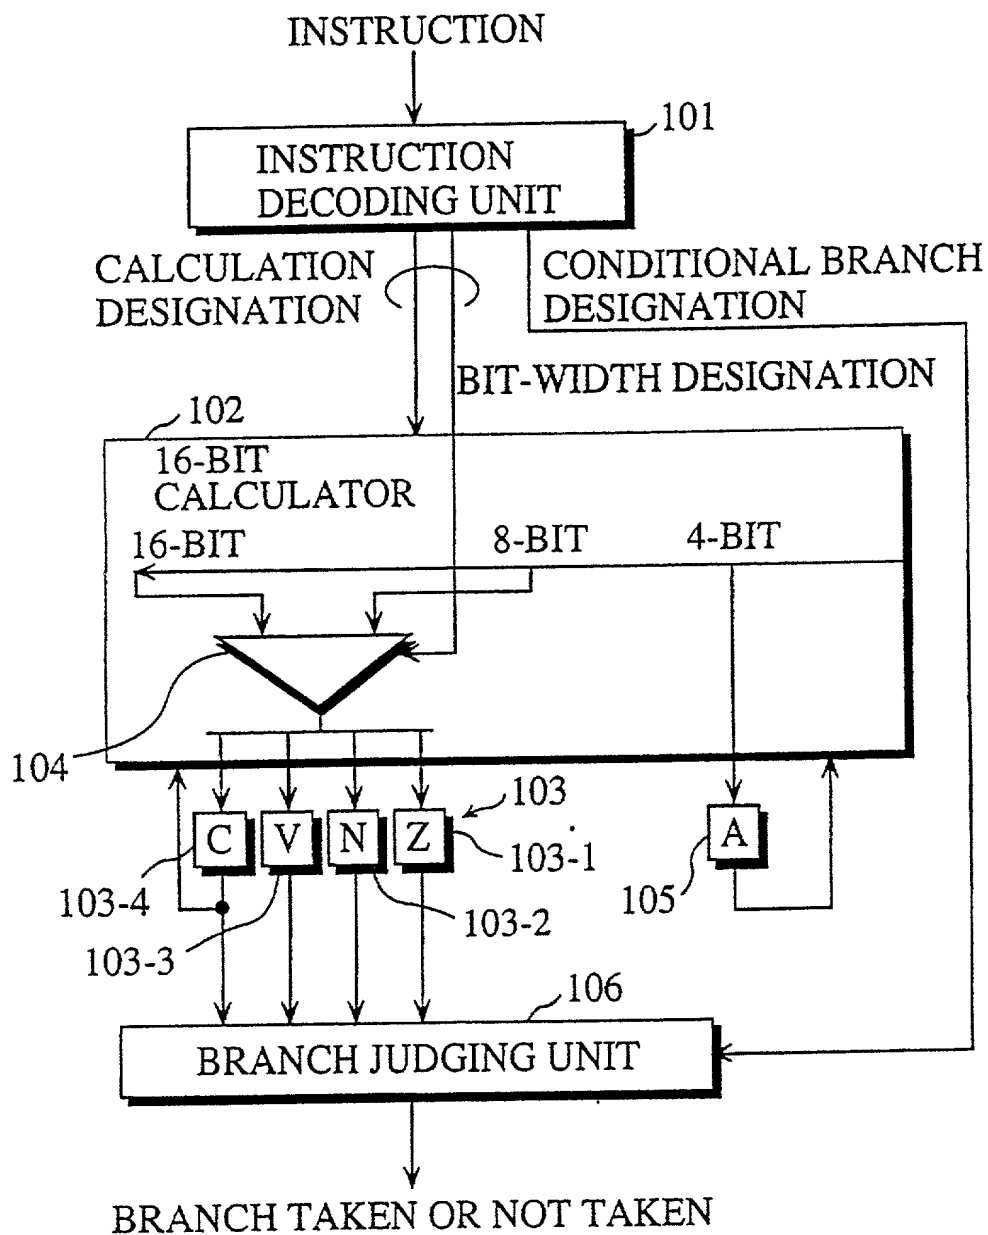 INSTRUCTION
101
INSTRUCTION
DECODING UNIT
CALCULATION
DESIGNATION
CONDITIONAL BRANCH
DESIGNATION
BIT-WIDTH DESIGNATION
102
16-BIT
CALCULATOR
16-BIT
8-BIT
4-BIT
104
C
V
N
Z
103
A
103-1
103-4
105
103-2
103-3
106
BRANCH JUDGING UNIT
BRANCH TAKEN OR NOT TAKEN